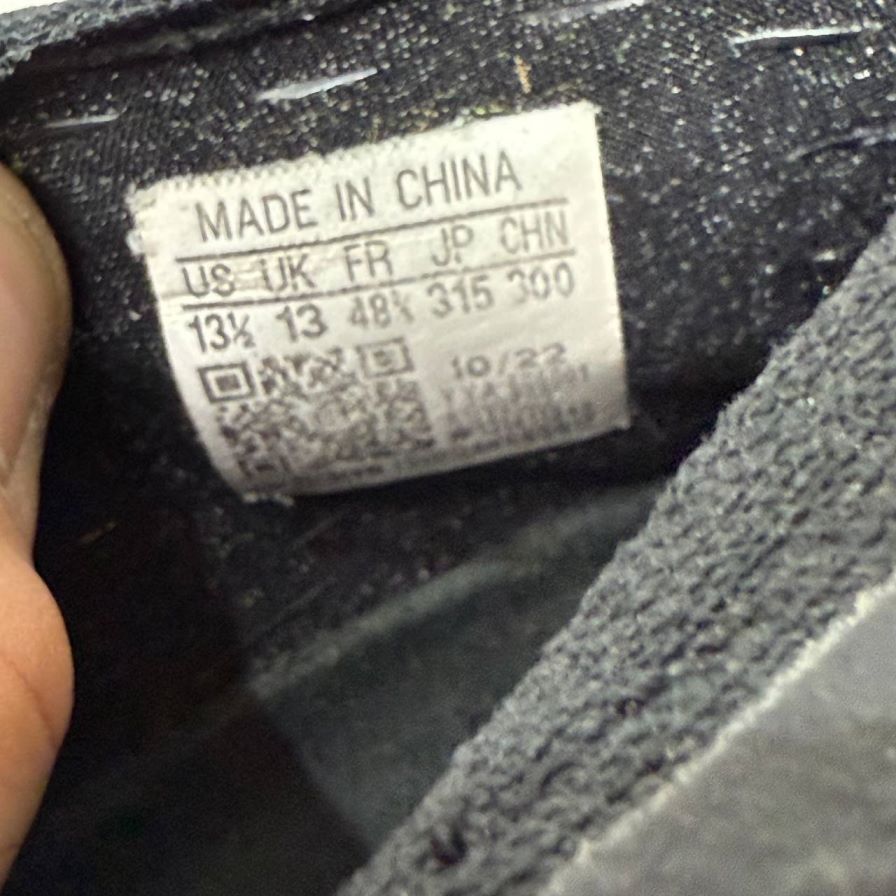 MADE IN CHINA
US UK FR JP CHN
13½ 13 48⅔ 315 300
10/22